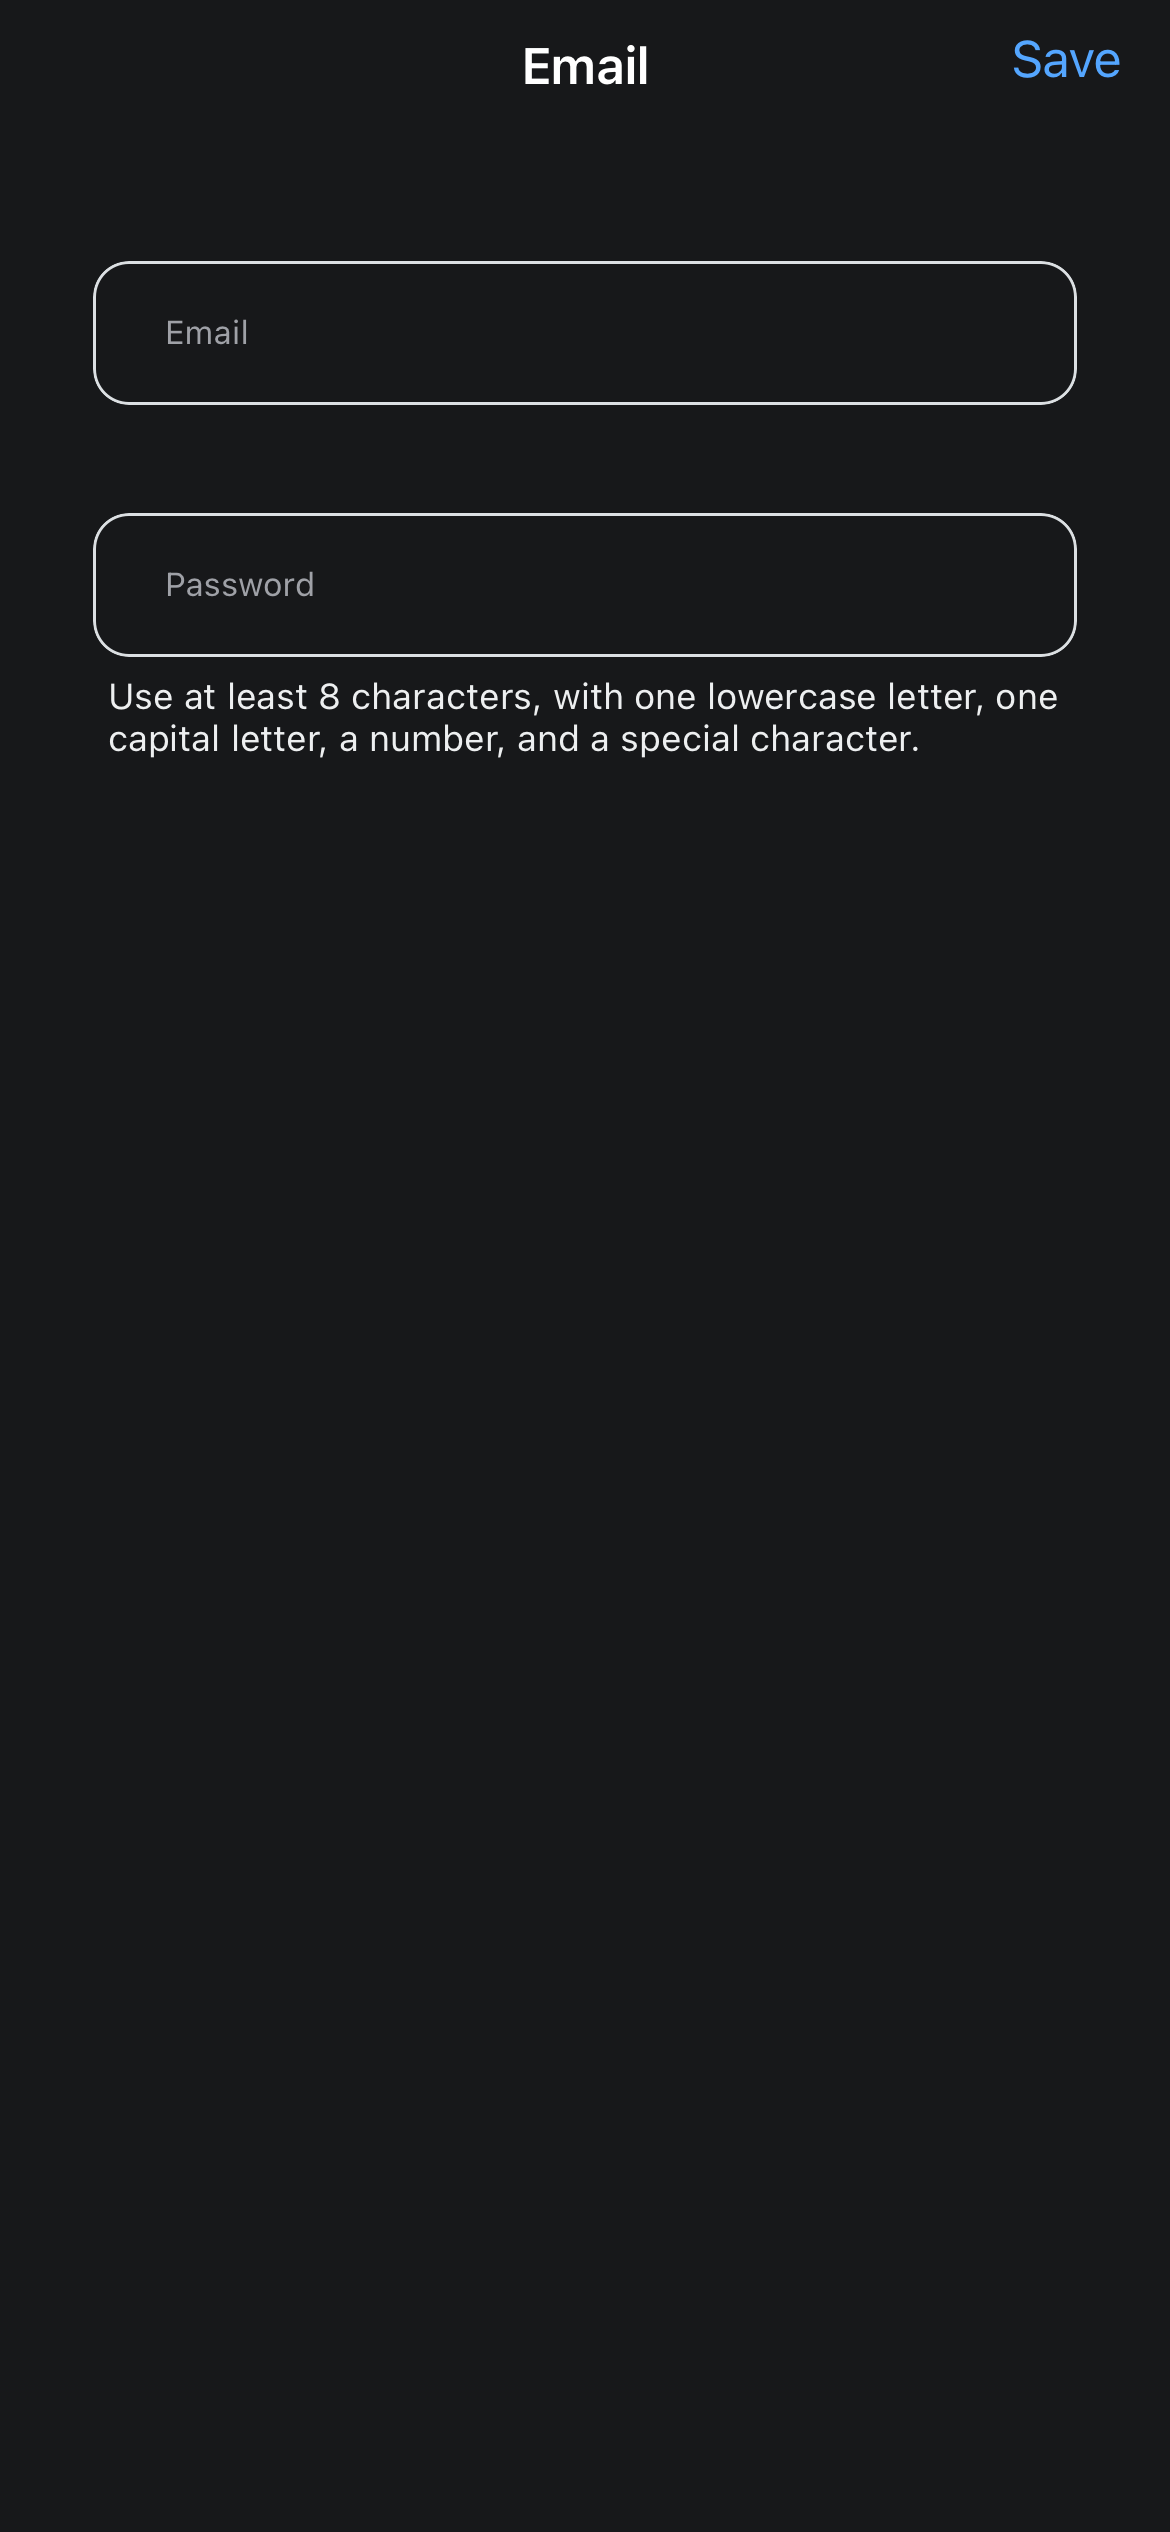 Email
Save
Email
Password
Use at least 8 characters, with one lowercase letter, one
capital letter, a number, and a special character.